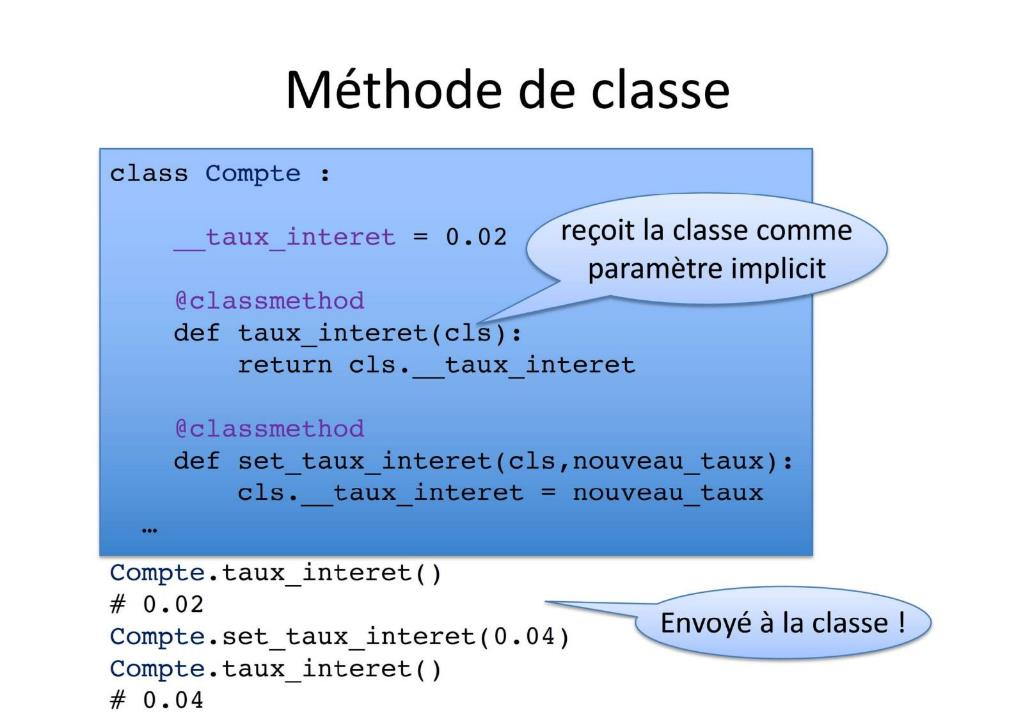 Méthode de classe
class Compte :
__taux_interet = 0.02
reçoit la classe comme
paramètre implicit
@classmethod
def taux_interet(cls):
return cls.__taux_interet
@classmethod
def set_taux_interet(cls,nouveau_taux):
cls.__taux_interet = nouveau_taux
…
Compte.taux_interet()
# 0.02
Compte.set_taux_interet(0.04)
Compte.taux_interet()
# 0.04
Envoyé à la classe !